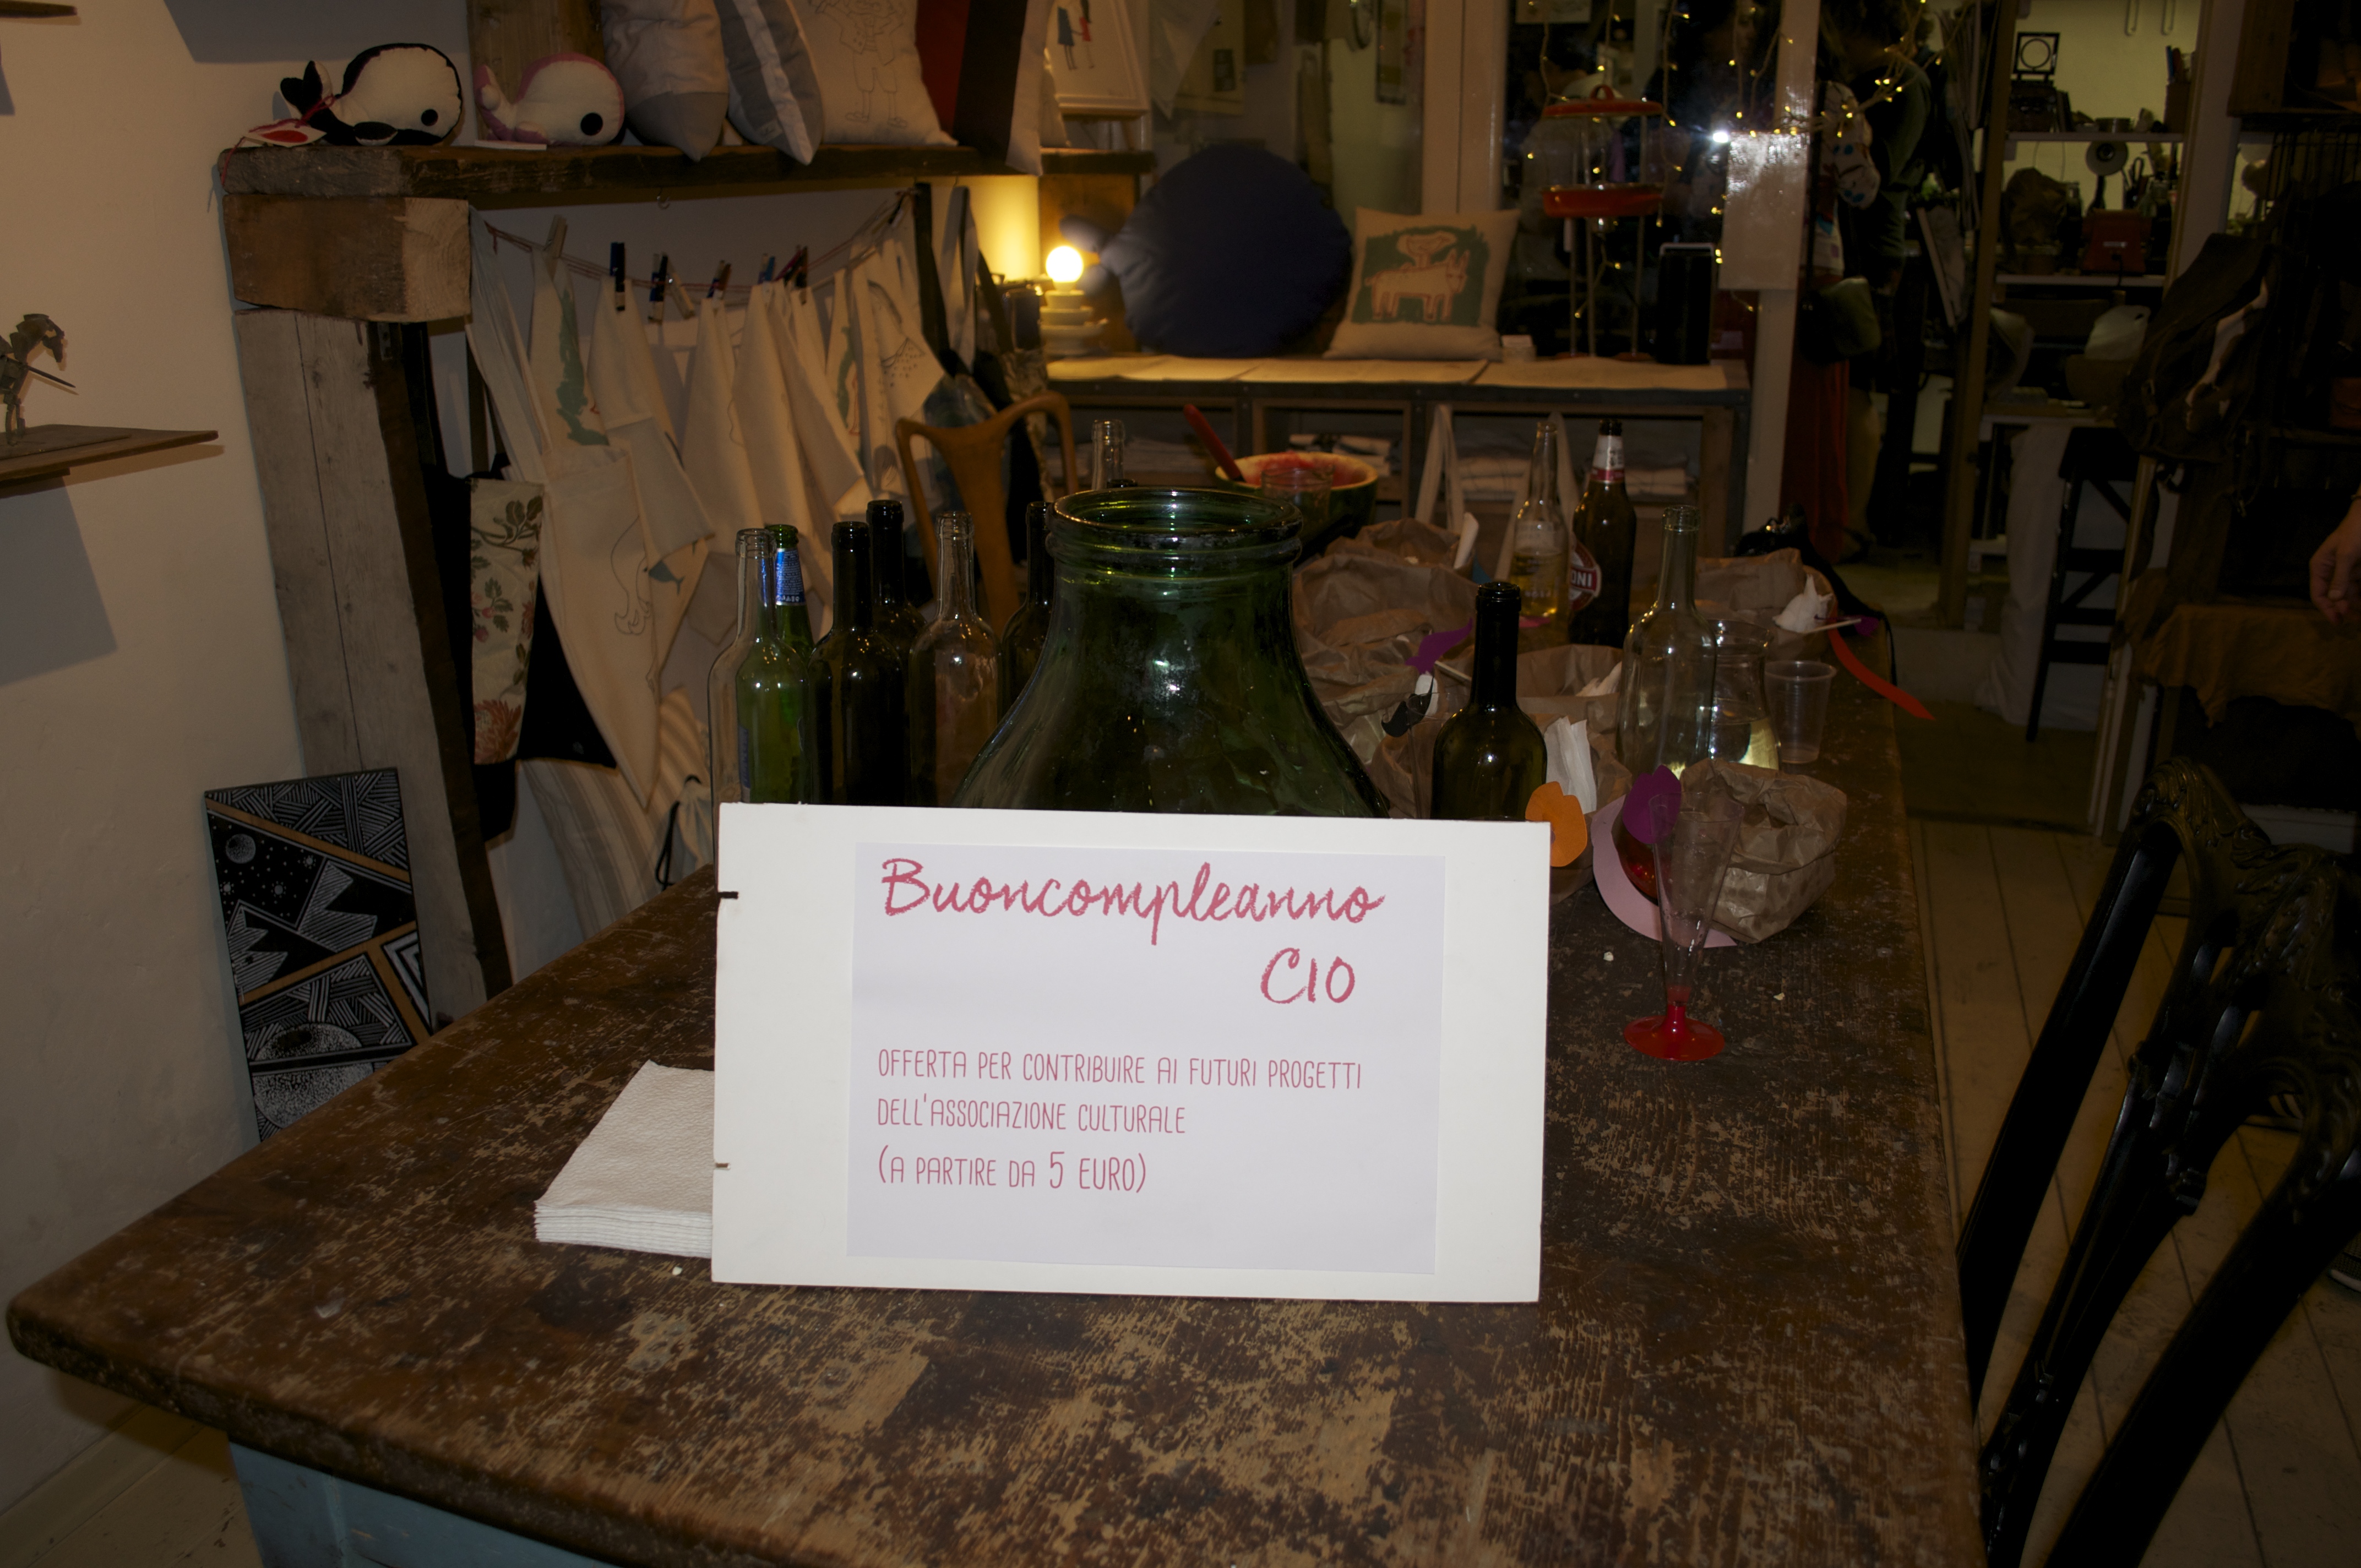 Buoncompleanno
CIO
OFFERTA PER CONTRIBUIRE AI FUTURI PROGETTI
DELL'ASSOCIAZIONE CULTURALE
(A PARTIRE DA 5 EURO)